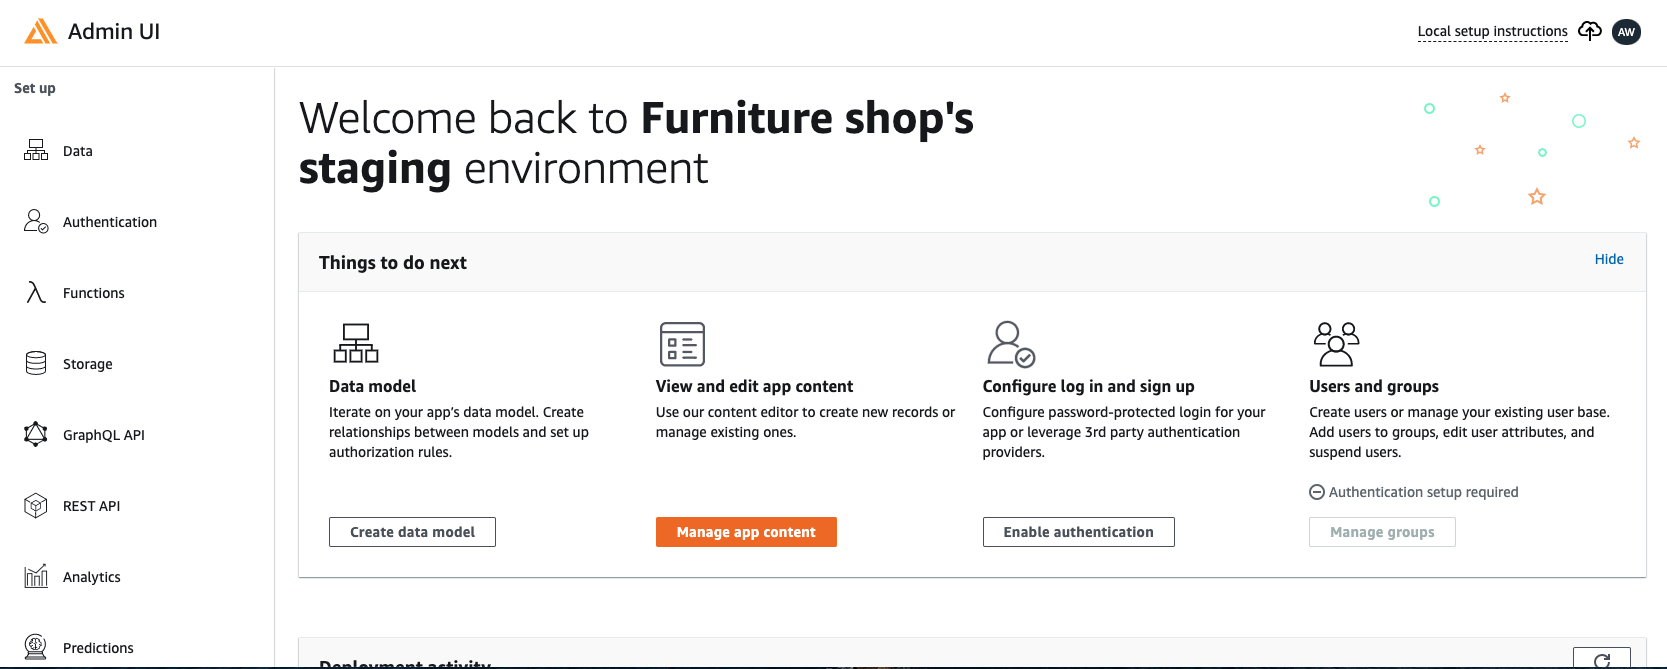 Admin UI
Local setup instructions
AW
Set up
Data
Authentication
Functions
Storage
GraphQL API
REST API
Analytics
Predictions
Welcome back to Furniture shop's
staging environment
Things to do next
Hide
Data model
Iterate on your app's data model. Create
relationships between models and set up
authorization rules.
Create data model
View and edit app content
Use our content editor to create new records or
manage existing ones.
Manage app content
Configure log in and sign up
Configure password-protected login for your
app or leverage 3rd party authentication
providers.
Enable authentication
Users and groups
Create users or manage your existing user base.
Add users to groups, edit user attributes, and
suspend users.
Authentication setup required
Manage groups
Deployment activity